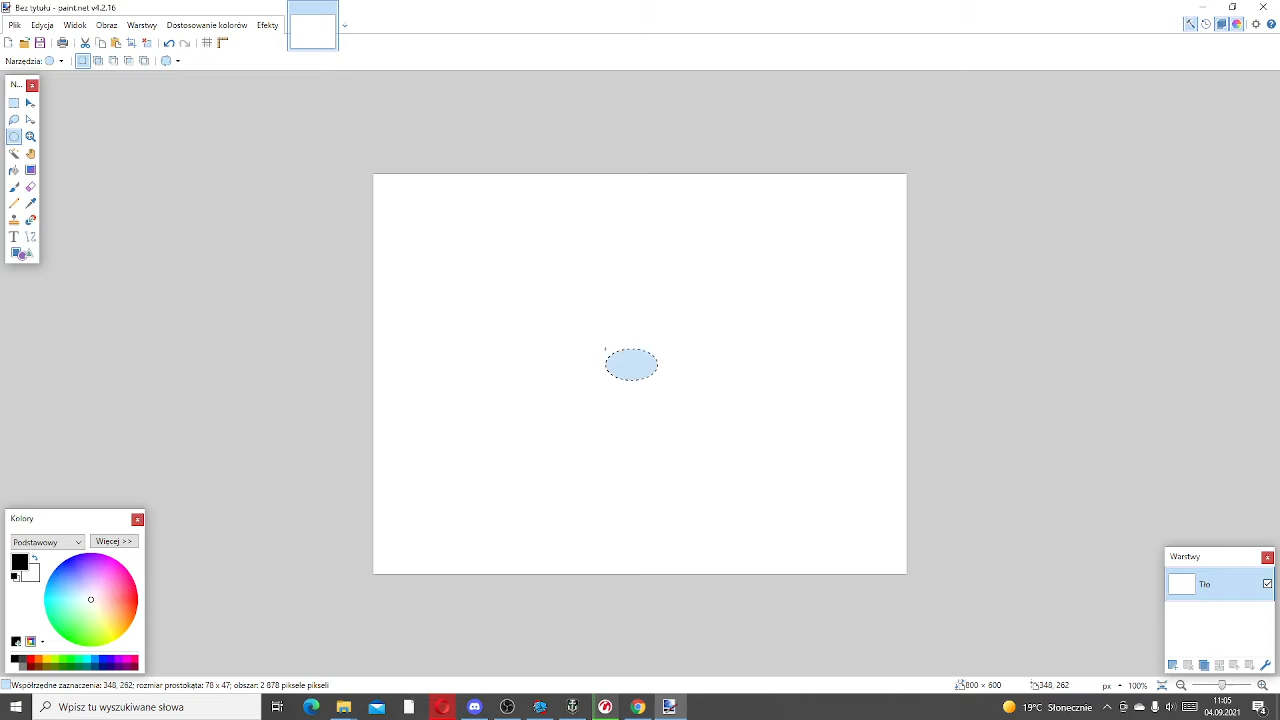 Bez tytułu - paint.net v4.2.16
Plik Edycja Widok Obraz Warstwy Dostosowanie kolorów Efekty
Narzędzia:
N...
Kolory
Podstawowy Więcej >>
Warstwy
Tło
Współrzędne zaznaczenia: 348, 262; rozmiar prostokąta: 78 x 47; obszar: 2 878 piksele pikseli
800 × 600
348, 262
px
100%
Wpisz tu wyszukiwane słowa
19°C Słonecznie
11:05
04.09.2021